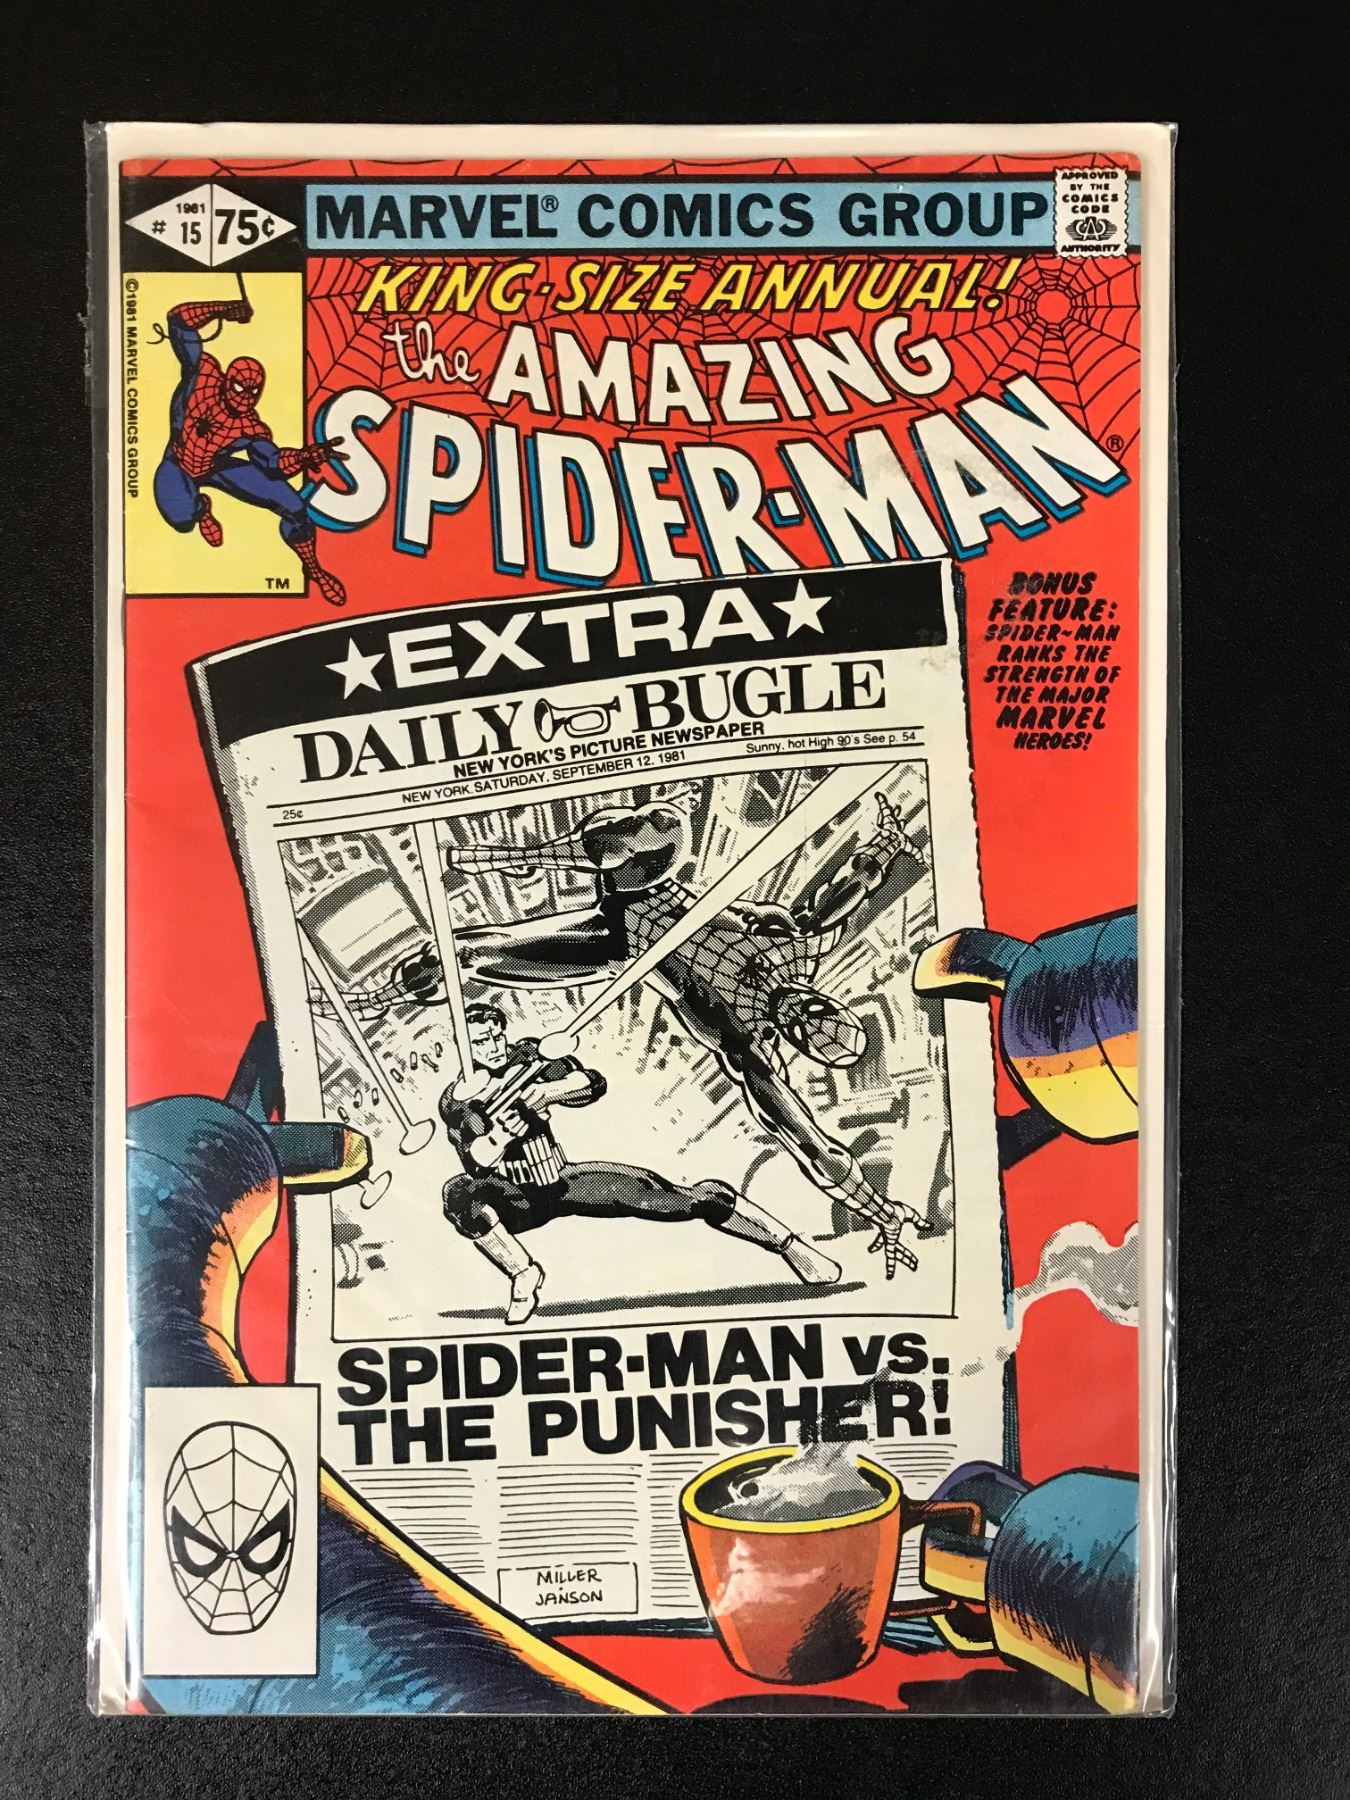 1981
# 15
75¢
MARVEL® COMICS GROUP
APPROVED
BY THE
COMICS
CODE
CA
AUTHORITY
©1981 MARVEL COMICS GROUP
TM
KING-SIZE ANNUAL!
the AMAZING
SPIDER-MAN®
BONUS
FEATURE:
SPIDER-MAN
RANKS THE
STRENGTH OF
THE MAJOR
MARVEL
HEROES!
★EXTRA★
DAILY BUGLE
NEW YORK'S PICTURE NEWSPAPER
25¢
NEW YORK, SATURDAY, SEPTEMBER 12, 1981
Sunny, hot High 90's See p. 54
SPIDER-MAN vs.
THE PUNISHER!
MILLER
JANSON